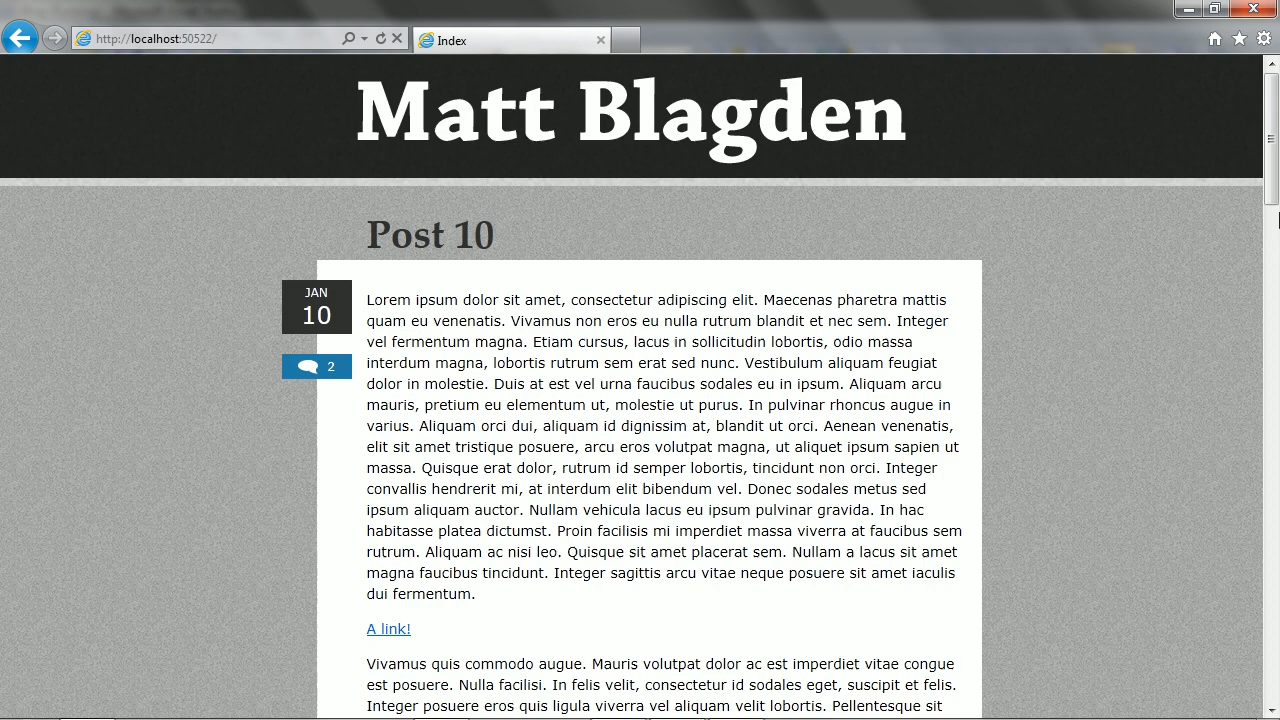 http://localhost:50522/
Index
Matt Blagden
Post 10
JAN
10
2
Lorem ipsum dolor sit amet, consectetur adipiscing elit. Maecenas pharetra mattis
quam eu venenatis. Vivamus non eros eu nulla rutrum blandit et nec sem. Integer
vel fermentum magna. Etiam cursus, lacus in sollicitudin lobortis, odio massa
interdum magna, lobortis rutrum sem erat sed nunc. Vestibulum aliquam feugiat
dolor in molestie. Duis at est vel urna faucibus sodales eu in ipsum. Aliquam arcu
mauris, pretium eu elementum ut, molestie ut purus. In pulvinar rhoncus augue in
varius. Aliquam orci dui, aliquam id dignissim at, blandit ut orci. Aenean venenatis,
elit sit amet tristique posuere, arcu eros volutpat magna, ut aliquet ipsum sapien ut
massa. Quisque erat dolor, rutrum id semper lobortis, tincidunt non orci. Integer
convallis hendrerit mi, at interdum elit bibendum vel. Donec sodales metus sed
ipsum aliquam auctor. Nullam vehicula lacus eu ipsum pulvinar gravida. In hac
habitasse platea dictumst. Proin facilisis mi imperdiet massa viverra at faucibus sem
rutrum. Aliquam ac nisi leo. Quisque sit amet placerat sem. Nullam a lacus sit amet
magna faucibus tincidunt. Integer sagittis arcu vitae neque posuere sit amet iaculis
dui fermentum.
A link!
Vivamus quis commodo augue. Mauris volutpat dolor ac est imperdiet vitae congue
est posuere. Nulla facilisi. In felis velit, consectetur id sodales eget, suscipit et felis.
Integer posuere eros quis ligula viverra vel aliquam velit lobortis. Pellentesque sit